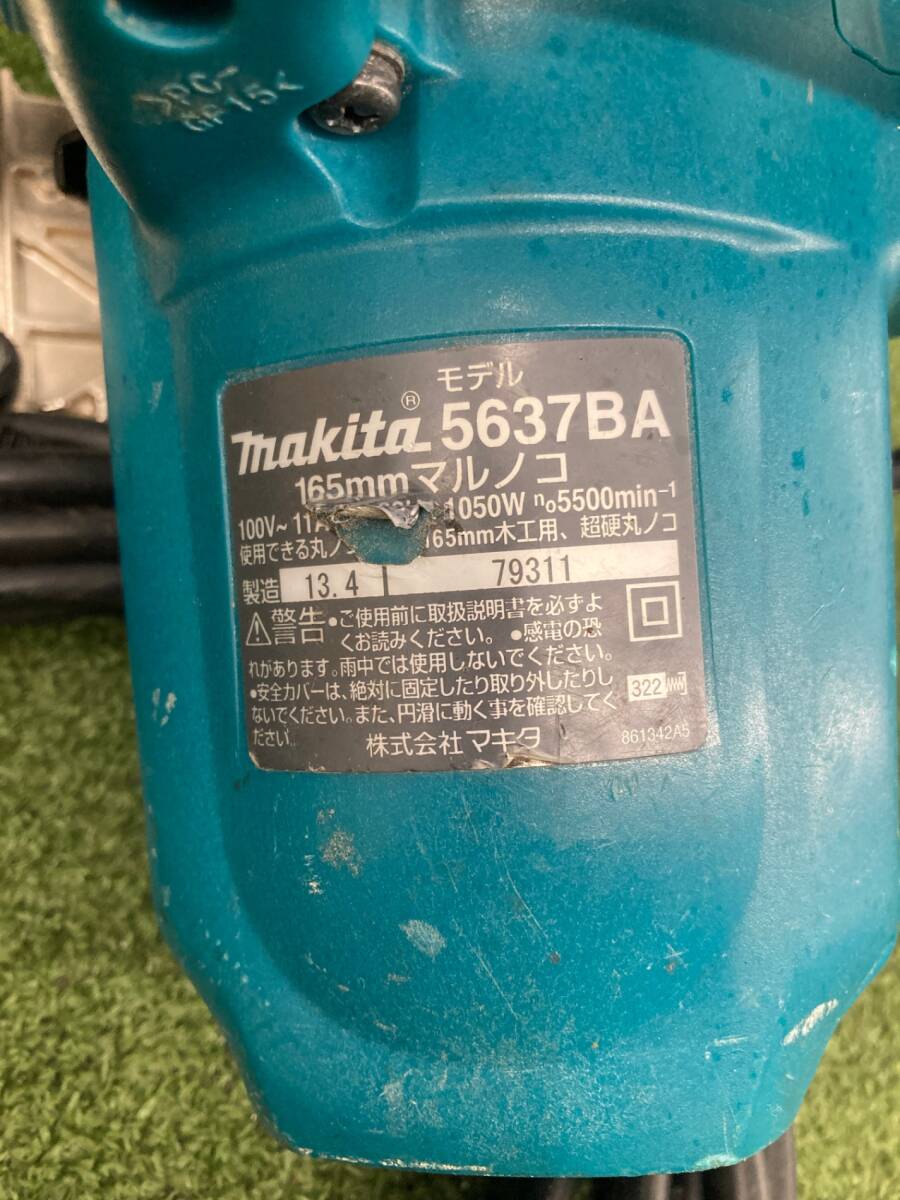 >PC-
GF15<
モデル
makita® 5637BA
165mmマルノコ
100V~ 11A 1050W n₀5500min⁻¹
使用できる丸ノコ 165mm木工用、超硬丸ノコ
製造 13.4 79311
警告 •ご使用前に取扱説明書を必ずよ
くお読みください。 •感電の恐
れがあります。雨中では使用しないでください。
•安全カバーは、絶対に固定したり取り外したりし
ないでください。また、円滑に動く事を確認してく
ださい。
322
株式会社 マキタ
861342A5